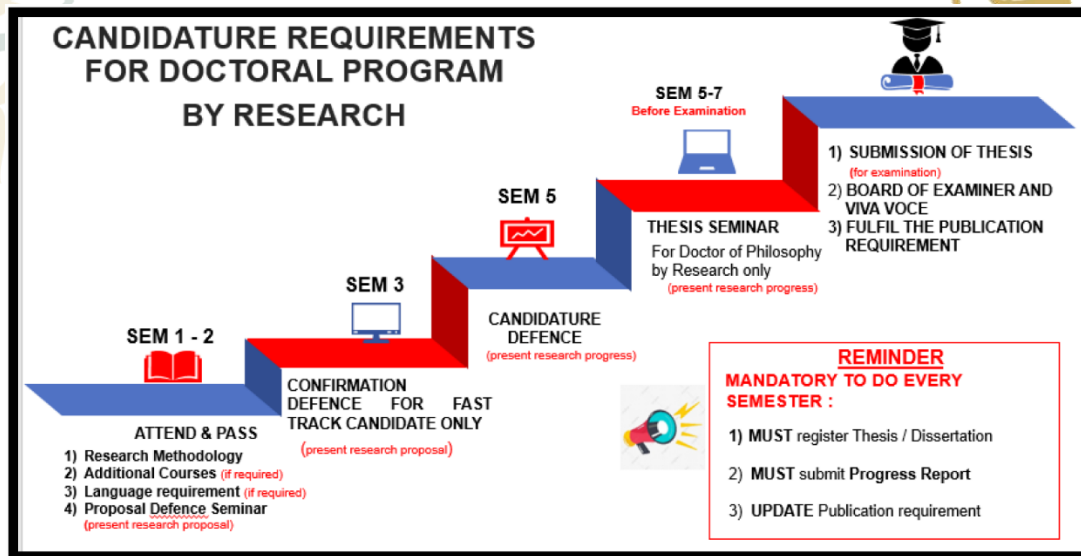 CANDIDATURE REQUIREMENTS
FOR DOCTORAL PROGRAM
BY RESEARCH
SEM 1 - 2
ATTEND & PASS
1) Research Methodology
2) Additional Courses (if required)
3) Language requirement (if required)
4) Proposal Defence Seminar
(present research proposal)
SEM 3
CONFIRMATION
DEFENCE FOR FAST
TRACK CANDIDATE ONLY
(present research proposal)
SEM 5
CANDIDATURE
DEFENCE
(present research progress)
SEM 5-7
Before Examination
THESIS SEMINAR
For Doctor of Philosophy
by Research only
(present research progress)
1) SUBMISSION OF THESIS
(for examination)
2) BOARD OF EXAMINER AND
VIVA VOCE
3) FULFIL THE PUBLICATION
REQUIREMENT
REMINDER
MANDATORY TO DO EVERY
SEMESTER :
1) MUST register Thesis / Dissertation
2) MUST submit Progress Report
3) UPDATE Publication requirement